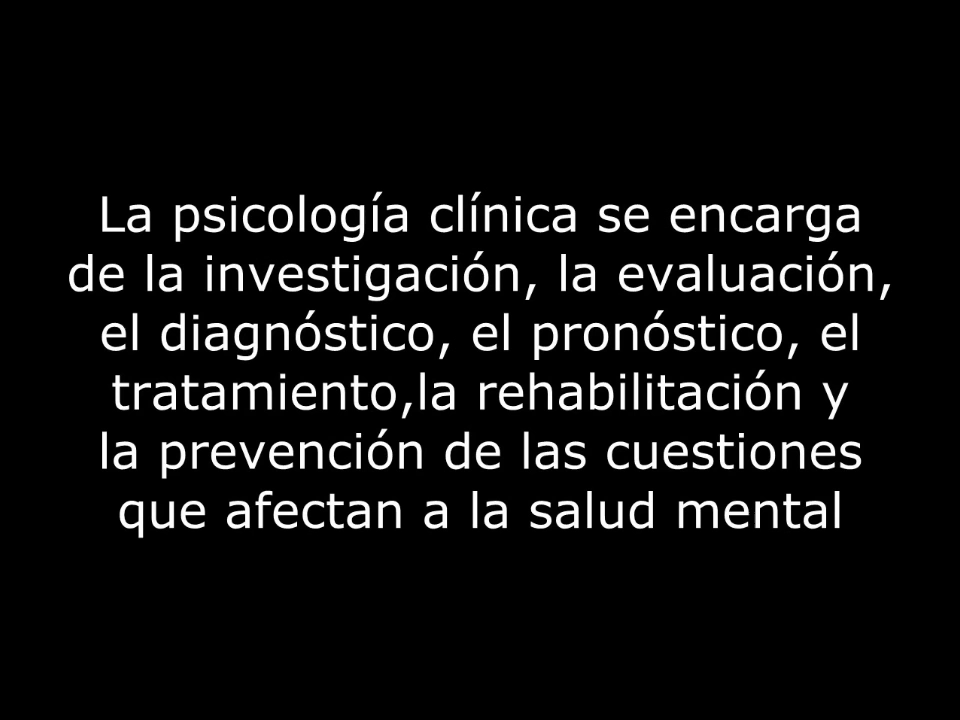 La psicología clínica se encarga
de la investigación, la evaluación,
el diagnóstico, el pronóstico, el
tratamiento,la rehabilitación y
la prevención de las cuestiones
que afectan a la salud mental